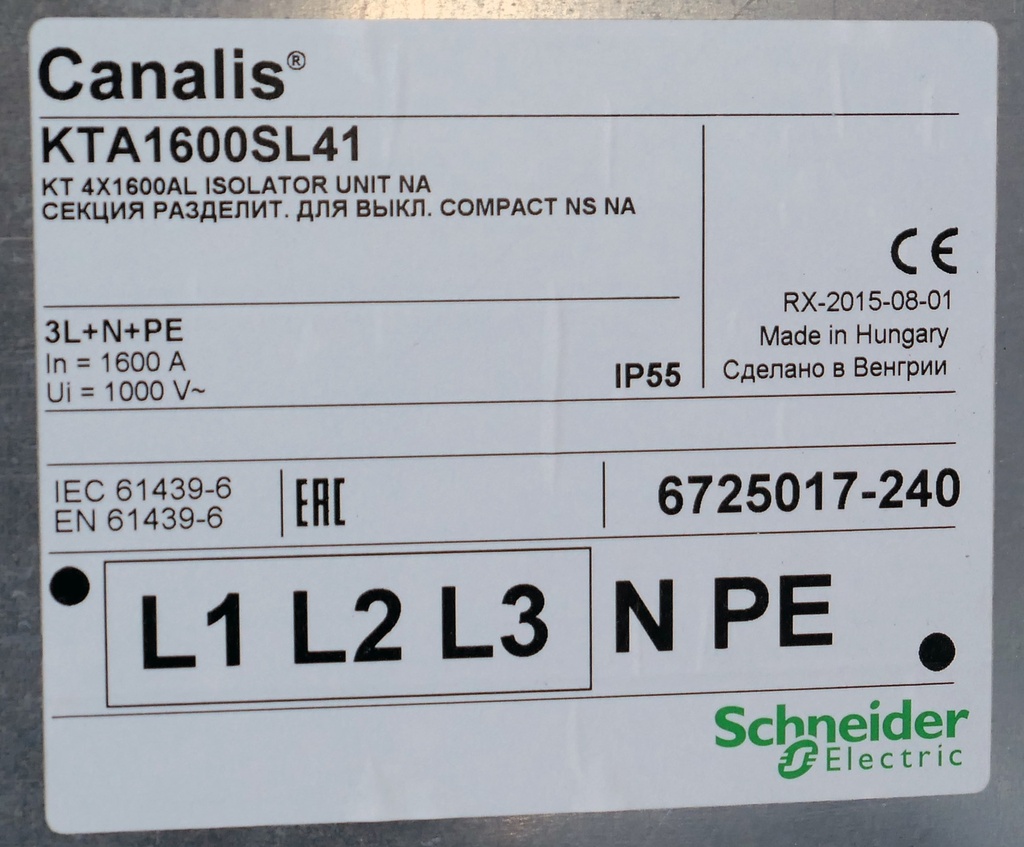 Canalis®
KTA1600SL41
KT 4X1600AL ISOLATOR UNIT NA
СЕКЦИЯ РАЗДЕЛИТ. ДЛЯ ВЫКЛ. COMPACT NS NA
CE
RX-2015-08-01
Made in Hungary
Сделано в Венгрии
3L+N+PE
In = 1600 A
Ui = 1000 V~
IP55
IEC 61439-6
EN 61439-6
EAC
6725017-240
L1 L2 L3 N PE
Schneider
Electric